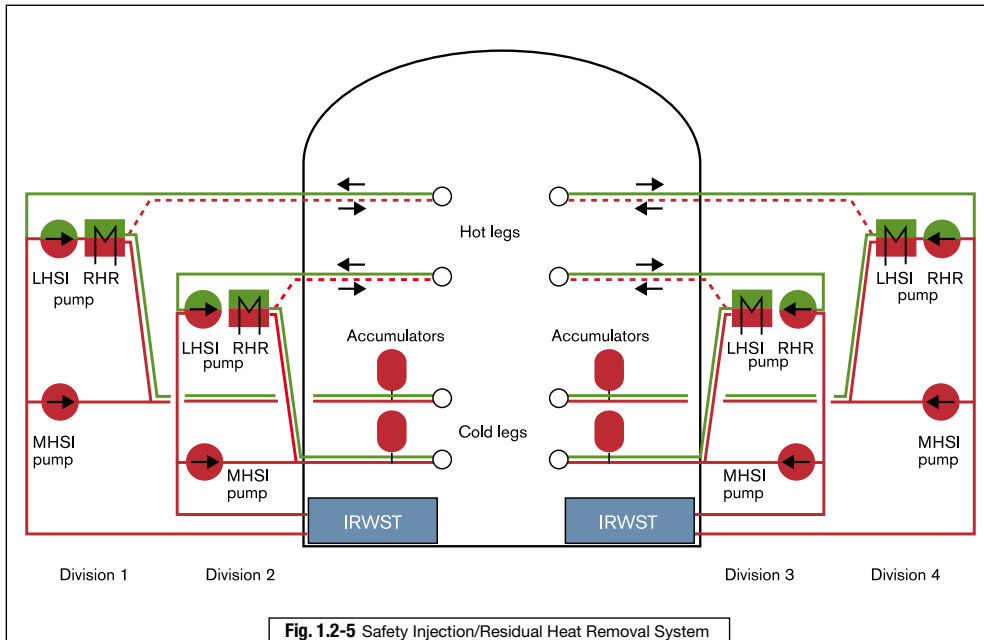 Hot legs
LHSI RHR
pump
LHSI RHR
pump
LHSI RHR
pump
LHSI RHR
pump
Accumulators
Accumulators
MHSI
pump
Cold legs
MHSI
pump
MHSI
pump
MHSI
pump
IRWST
IRWST
Division 1
Division 2
Division 3
Division 4
Fig. 1.2-5 Safety Injection/Residual Heat Removal System